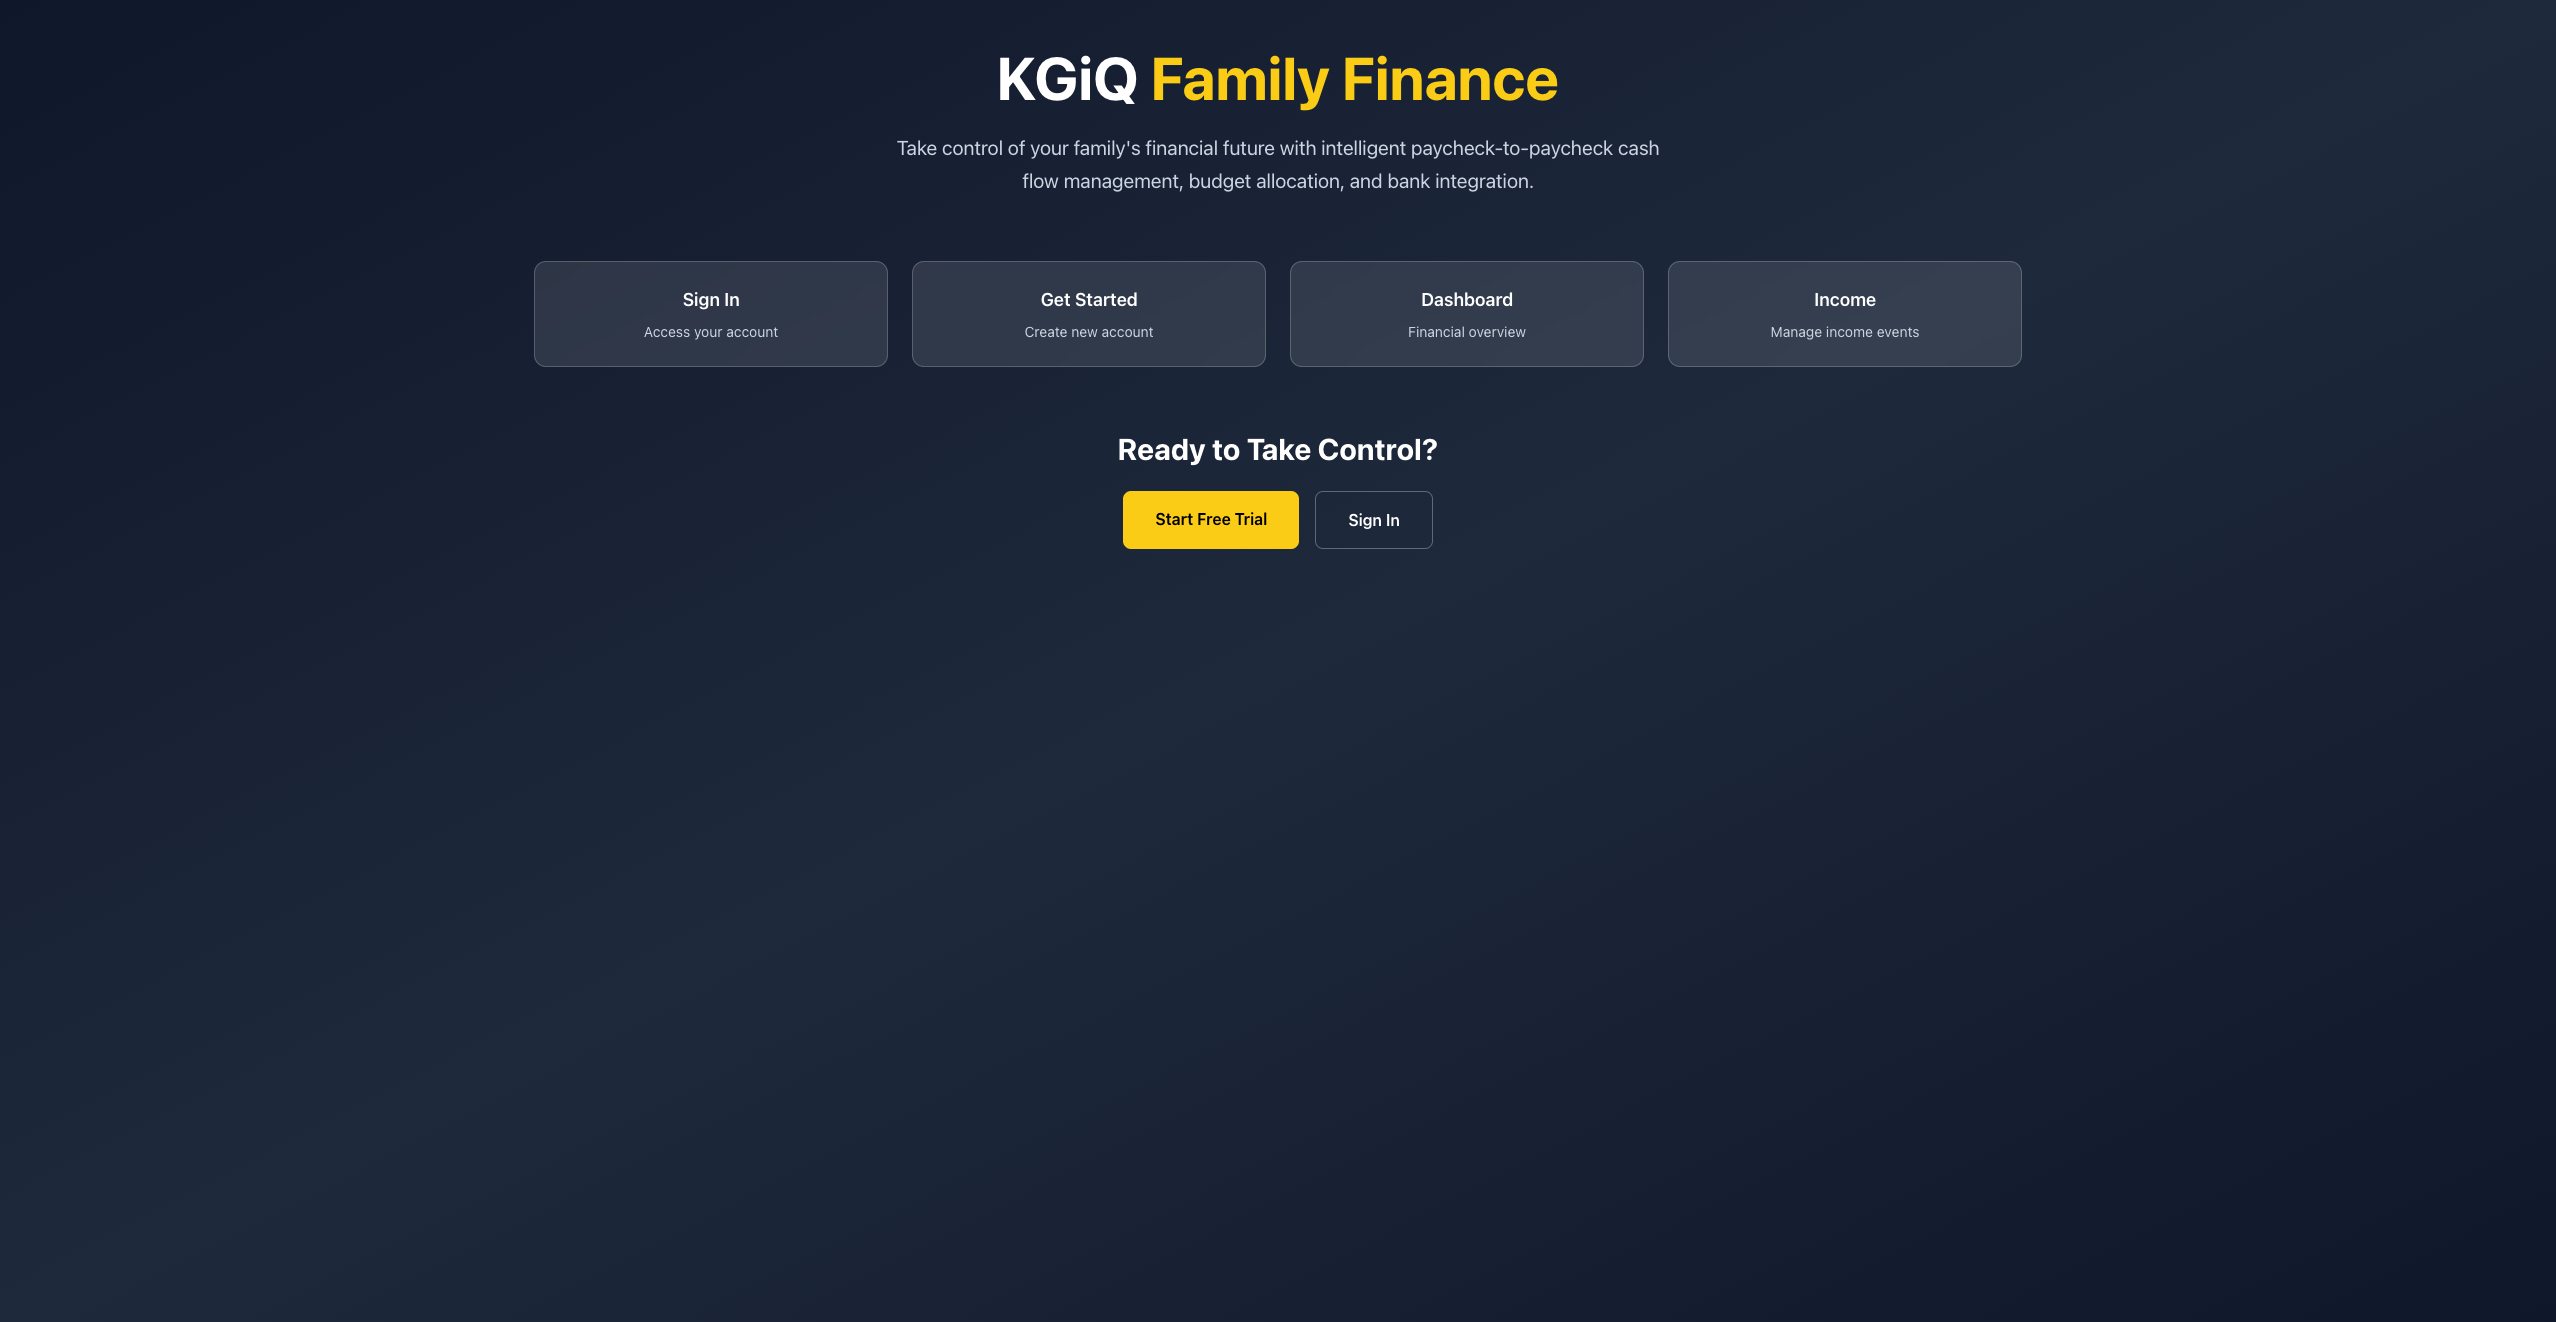 KGiQ Family Finance
Take control of your family's financial future with intelligent paycheck-to-paycheck cash
flow management, budget allocation, and bank integration.
Sign In
Access your account
Get Started
Create new account
Dashboard
Financial overview
Income
Manage income events
Ready to Take Control?
Start Free Trial
Sign In